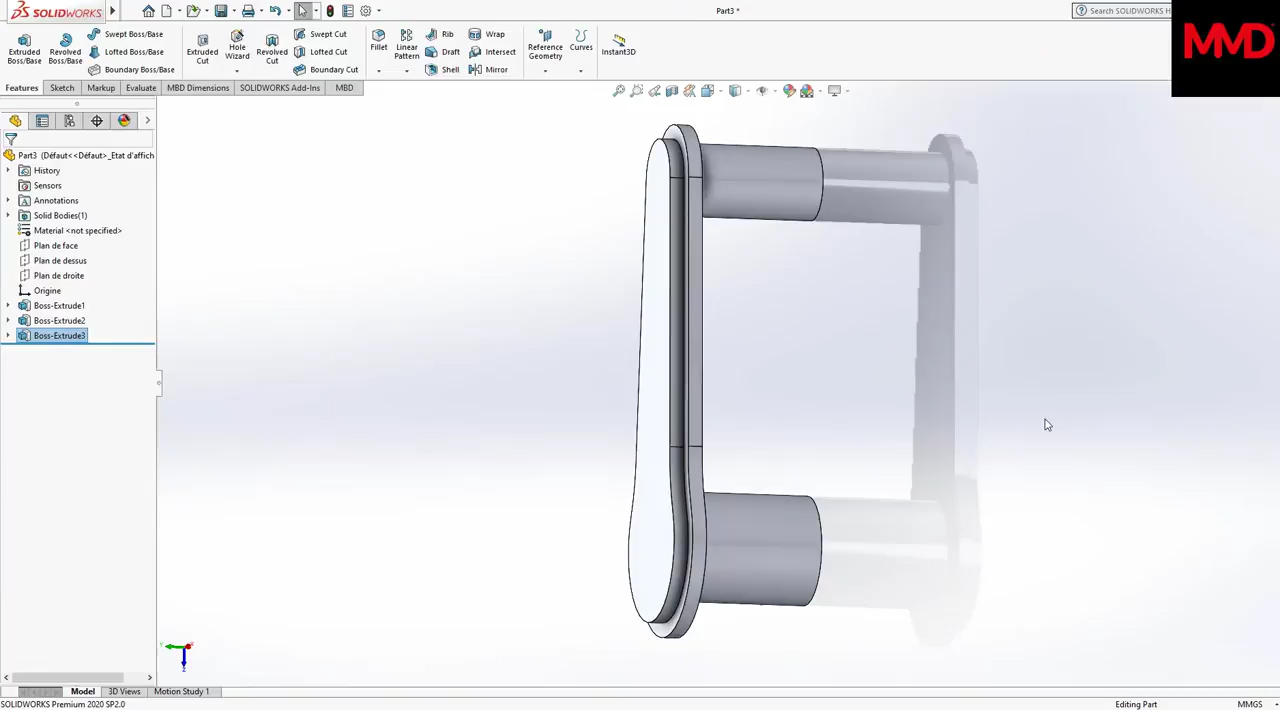 SOLIDWORKS
Part3 *
Search SOLIDWORKS H
MMD
Extruded Boss/Base
Revolved Boss/Base
Swept Boss/Base
Lofted Boss/Base
Boundary Boss/Base
Extruded Cut
Hole Wizard
Revolved Cut
Swept Cut
Lofted Cut
Boundary Cut
Fillet
Linear Pattern
Rib
Draft
Shell
Wrap
Intersect
Mirror
Reference Geometry
Curves
Instant3D
Features
Sketch
Markup
Evaluate
MBD Dimensions
SOLIDWORKS Add-Ins
MBD
Part3 (Défaut<<Défaut>_Etat d'affich
History
Sensors
Annotations
Solid Bodies(1)
Material <not specified>
Plan de face
Plan de dessus
Plan de droite
Origine
Boss-Extrude1
Boss-Extrude2
Boss-Extrude3
Model
3D Views
Motion Study 1
SOLIDWORKS Premium 2020 SP2.0
Editing Part
MMGS